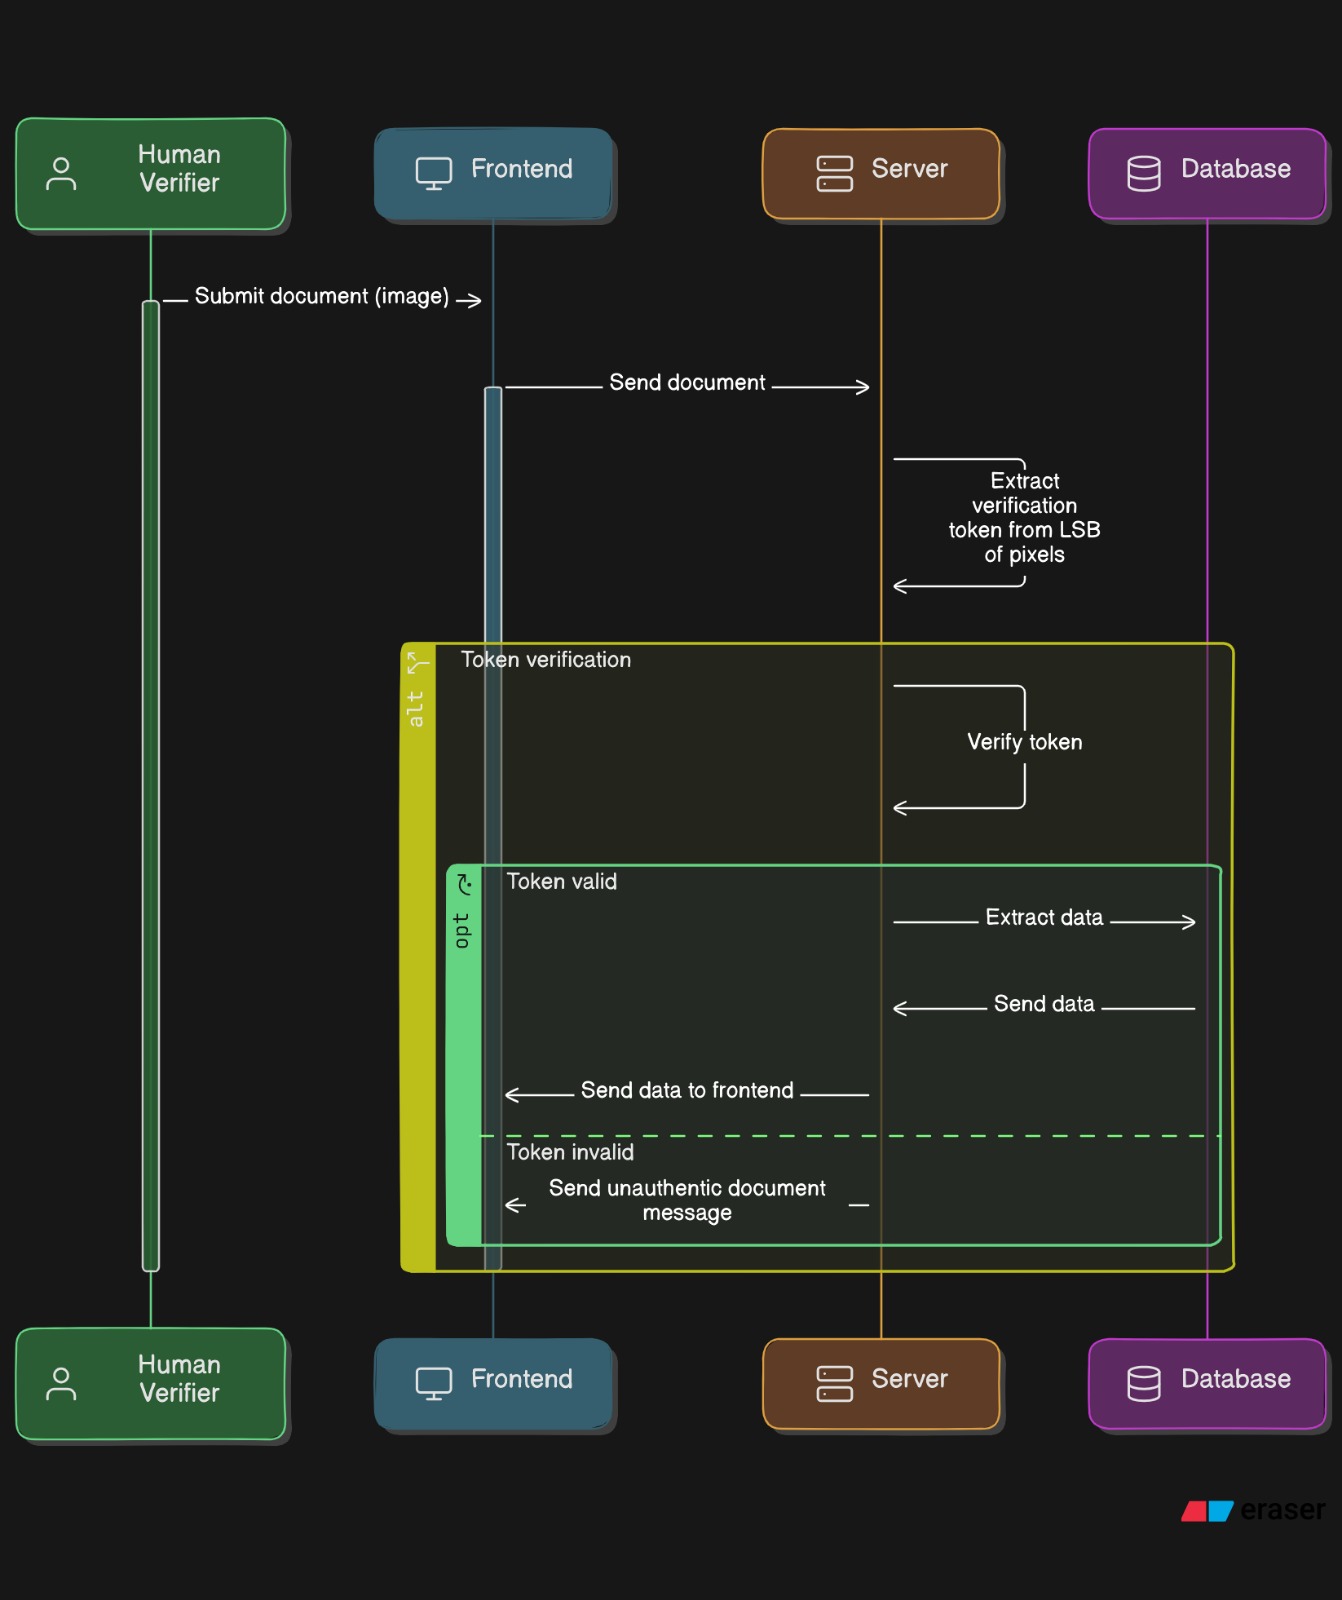 Human
Verifier
Frontend
Server
Database
Submit document (image)
Send document
Extract
verification
token from LSB
of pixels
alt
Token verification
Verify token
opt
Token valid
Extract data
Send data
Send data to frontend
Token invalid
Send unauthentic document
message
Human
Verifier
Frontend
Server
Database
eraser